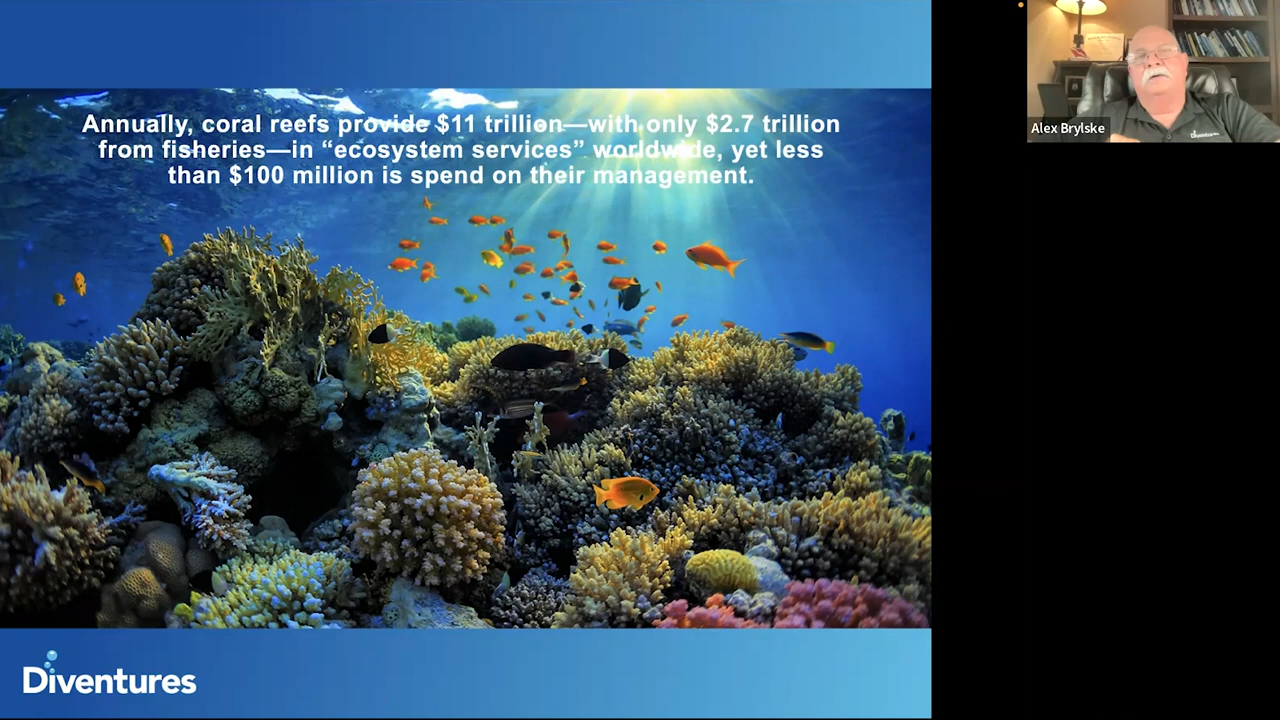 Annually, coral reefs provide $11 trillion—with only $2.7 trillion
from fisheries—in “ecosystem services” worldwide, yet less
than $100 million is spend on their management.
Alex Brylske
Diventures
Diventures